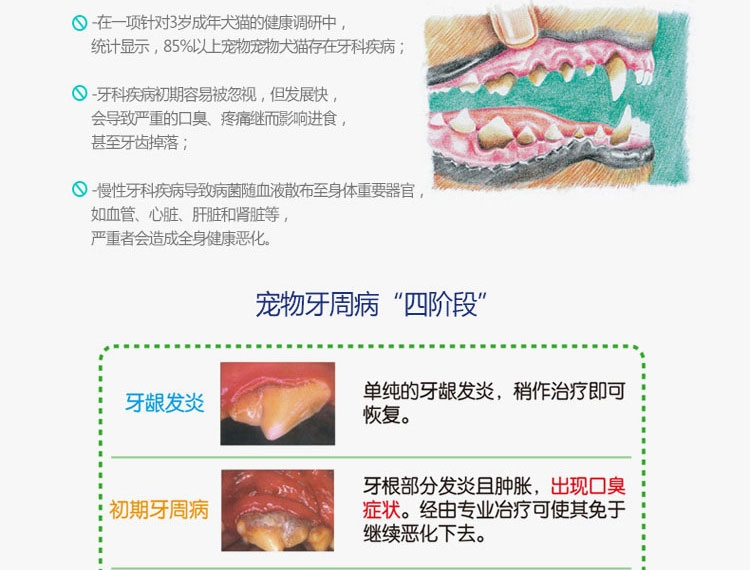 -在一项针对3岁成年犬猫的健康调研中，
统计显示，85%以上宠物宠物犬猫存在牙科疾病；
-牙科疾病初期容易被忽视，但发展快，
会导致严重的口臭、疼痛继而影响进食，
甚至牙齿掉落；
-慢性牙科疾病导致病菌随血液散布至身体重要器官，
如血管、心脏、肝脏和肾脏等，
严重者会造成全身健康恶化。
宠物牙周病“四阶段”
牙龈发炎
单纯的牙龈发炎，稍作治疗即可
恢复。
初期牙周病
牙根部分发炎且肿胀，出现口臭
症状。经由专业冶疗可使其免于
继续恶化下去。